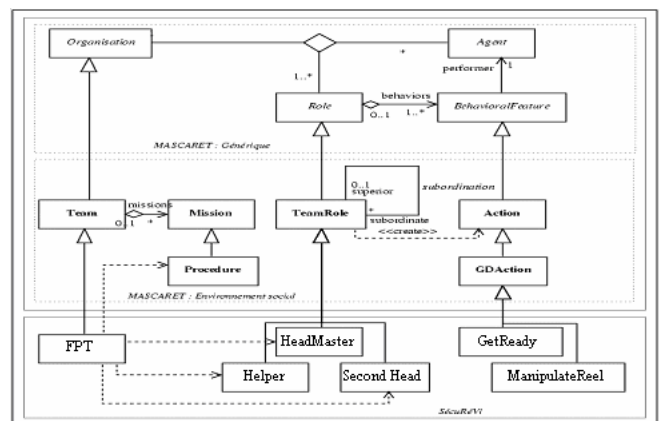 Organisation
Agent
*
1..*
performer
1
behaviors
Role
0..1
1..*
BehavioralFeature
MASCARET : Générique
0..1
superior
subordination
missions
Team
0..1
*
Mission
TeamRole
*
subordinate
Action
<<create>>
Procedure
GDAction
MASCARET : Environnement social
FPT
HeadMaster
GetReady
Helper
Second Head
ManipulateReel
SécuRéVi